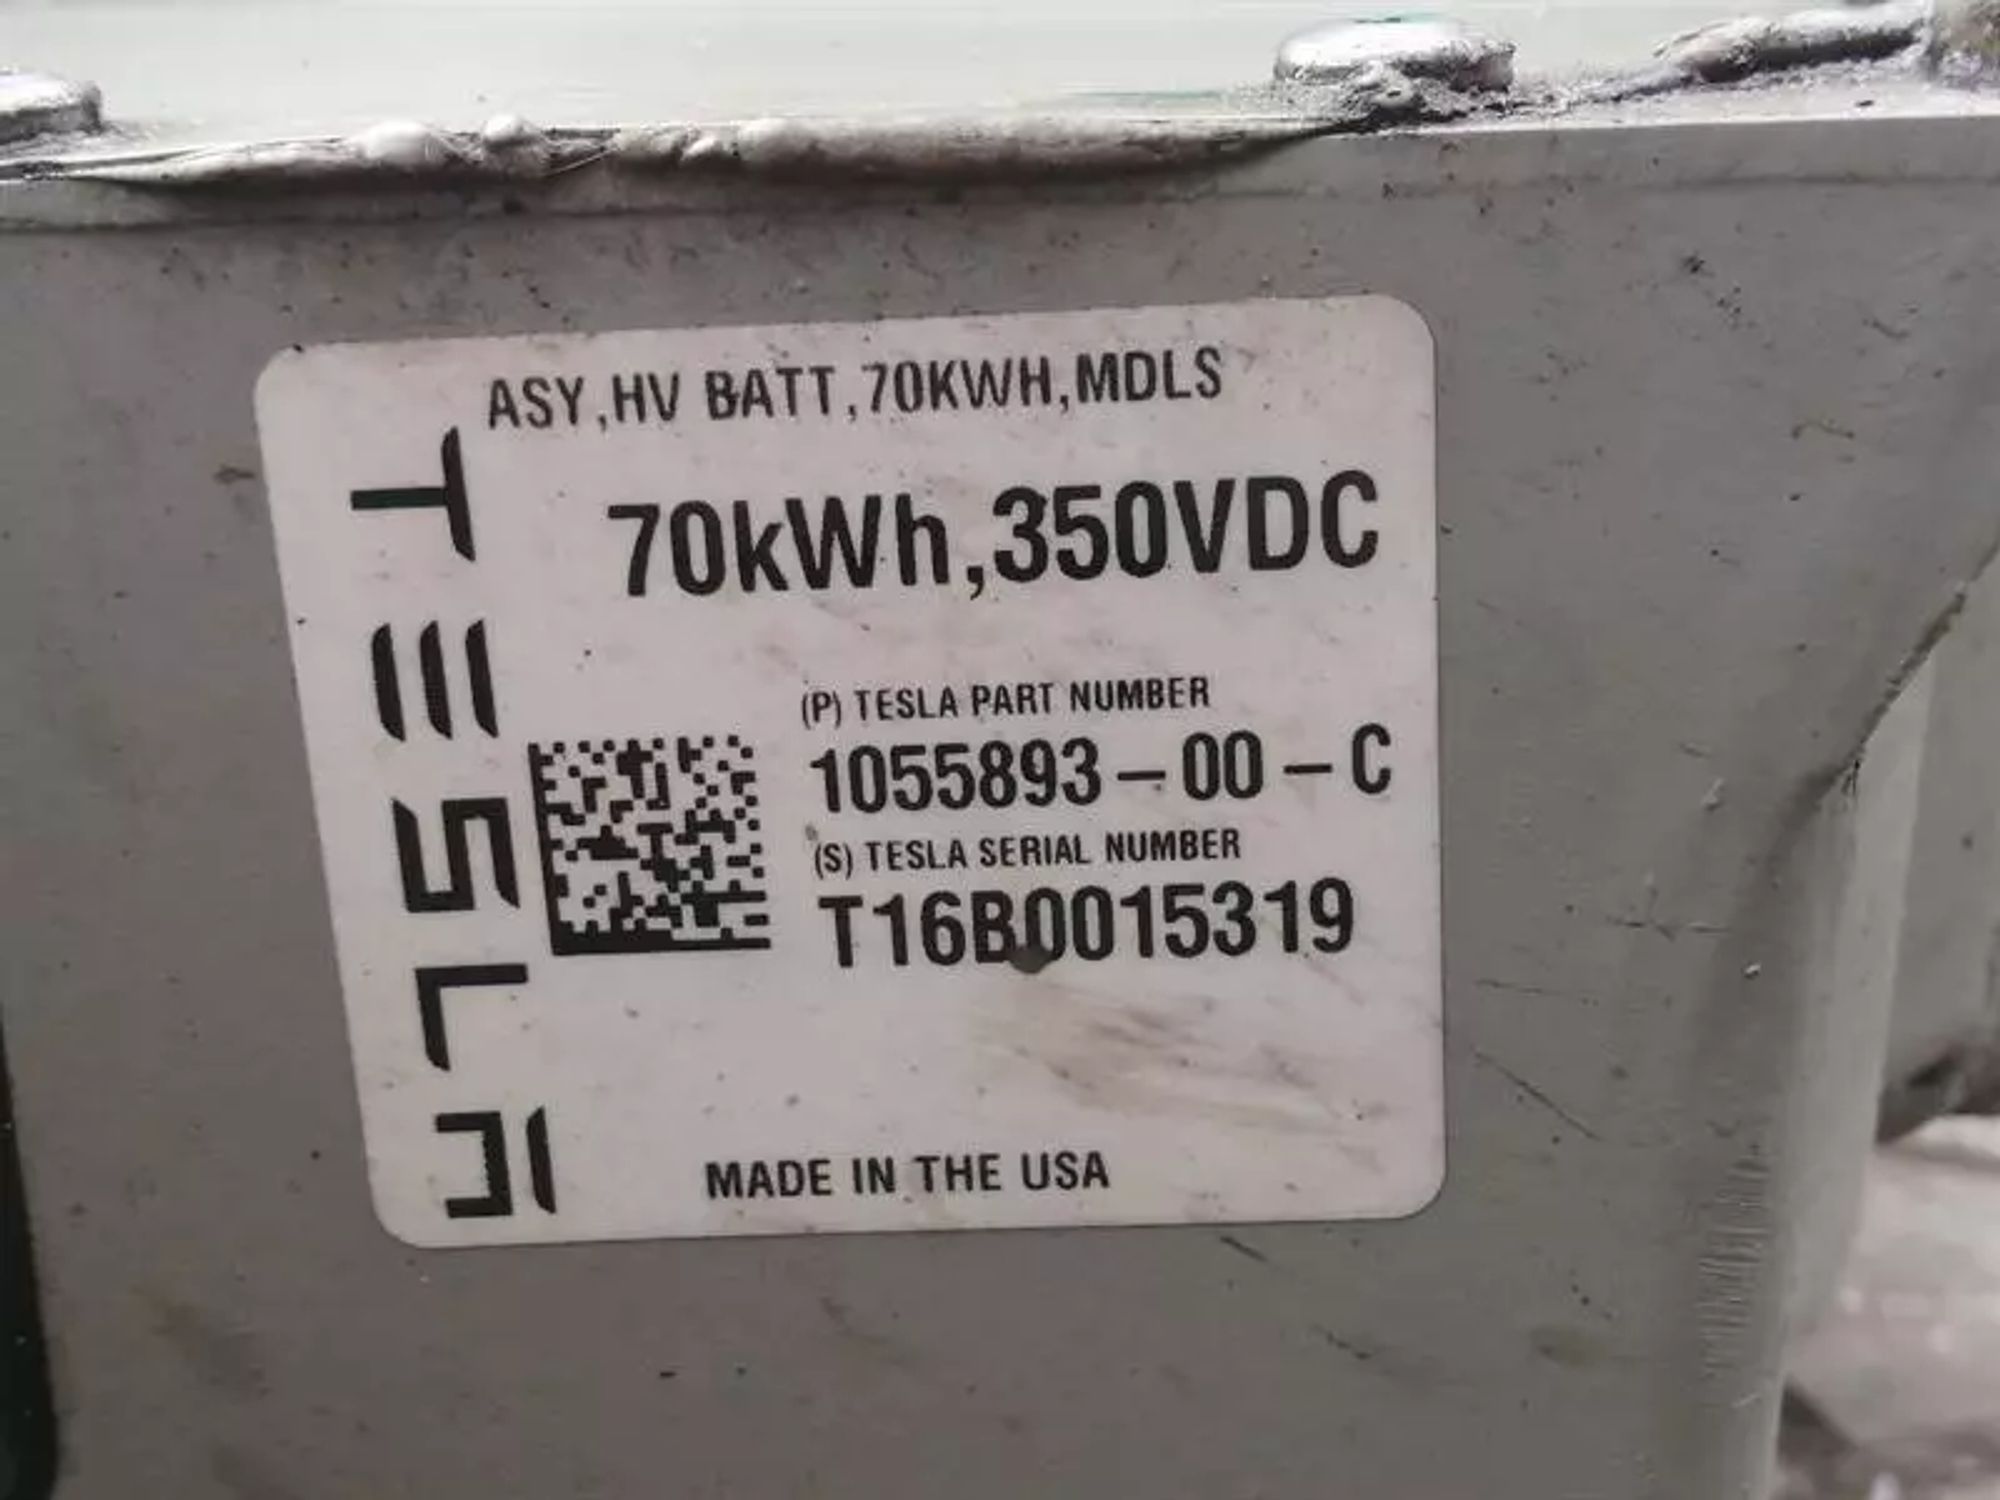 ASY,HV BATT,70KWH,MDLS
70kWh,350VDC
TESLA
(P) TESLA PART NUMBER
1055893-00-C
(S) TESLA SERIAL NUMBER
T16B0015319
MADE IN THE USA